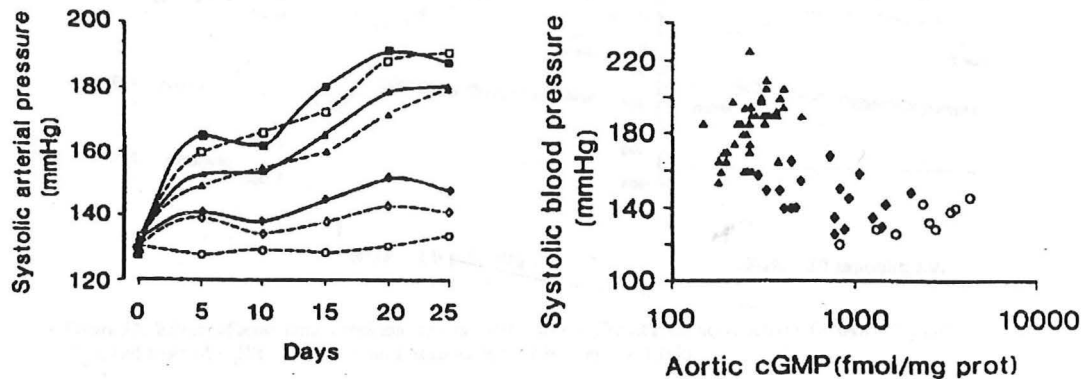 Systolic arterial pressure
(mmHg)
200
180
160
140
120
0 5 10 15 20 25
Days
Systolic blood pressure
(mmHg)
220
180
140
100
100 1000 10000
Aortic cGMP(fmol/mg prot)